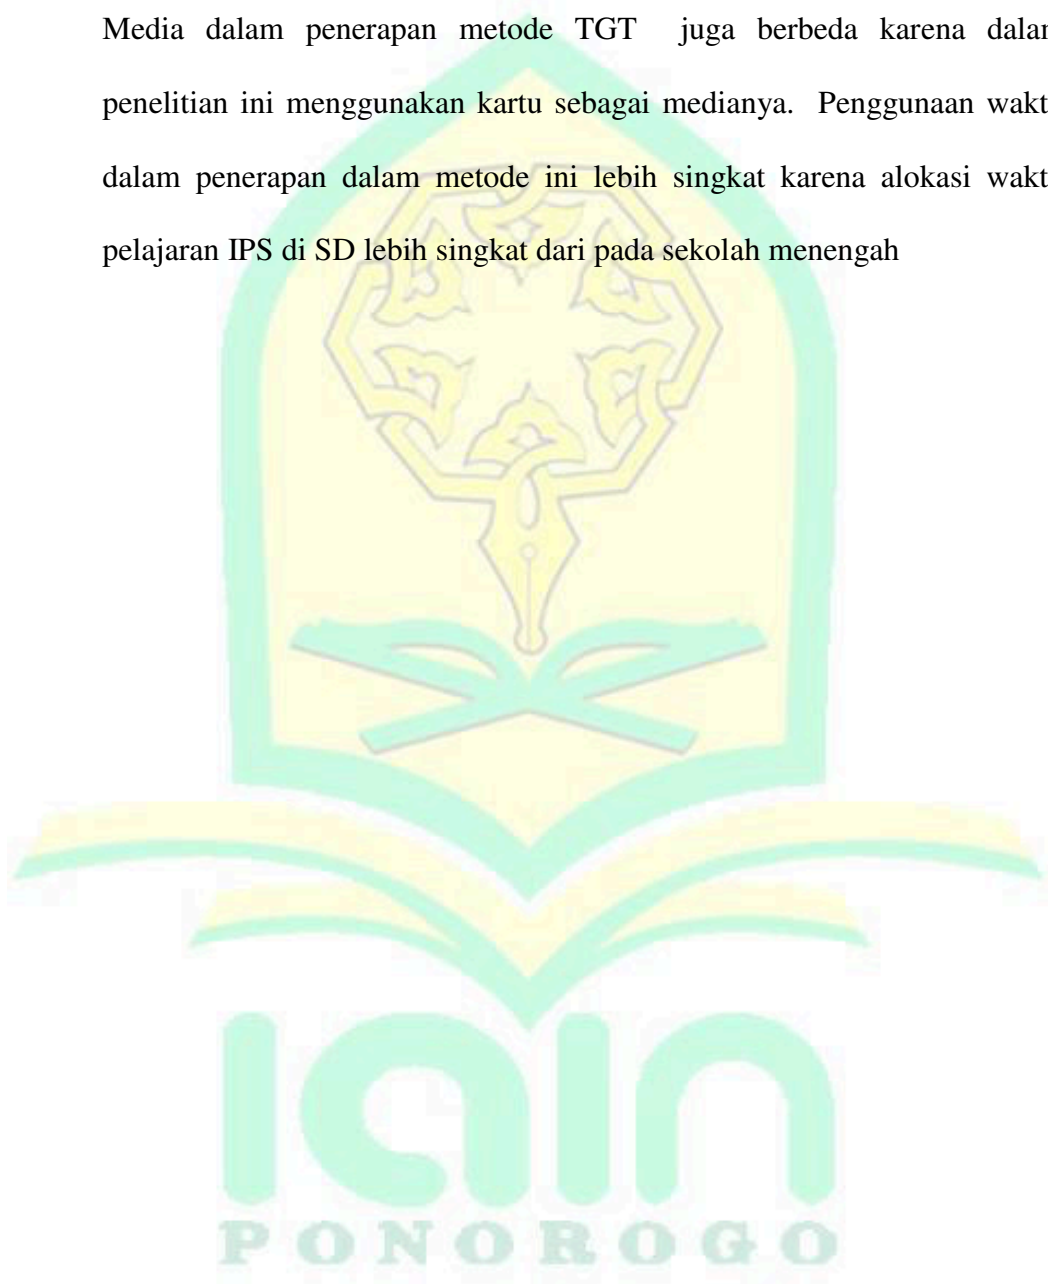 Media dalam penerapan metode TGT juga berbeda karena
penelitian ini menggunakan kartu sebagai medianya. Penggunaan
dalam penerapan dalam metode ini lebih singkat karena alokasi
pelajaran IPS di SD lebih singkat dari pada sekolah menengah
iain
PONOROGO